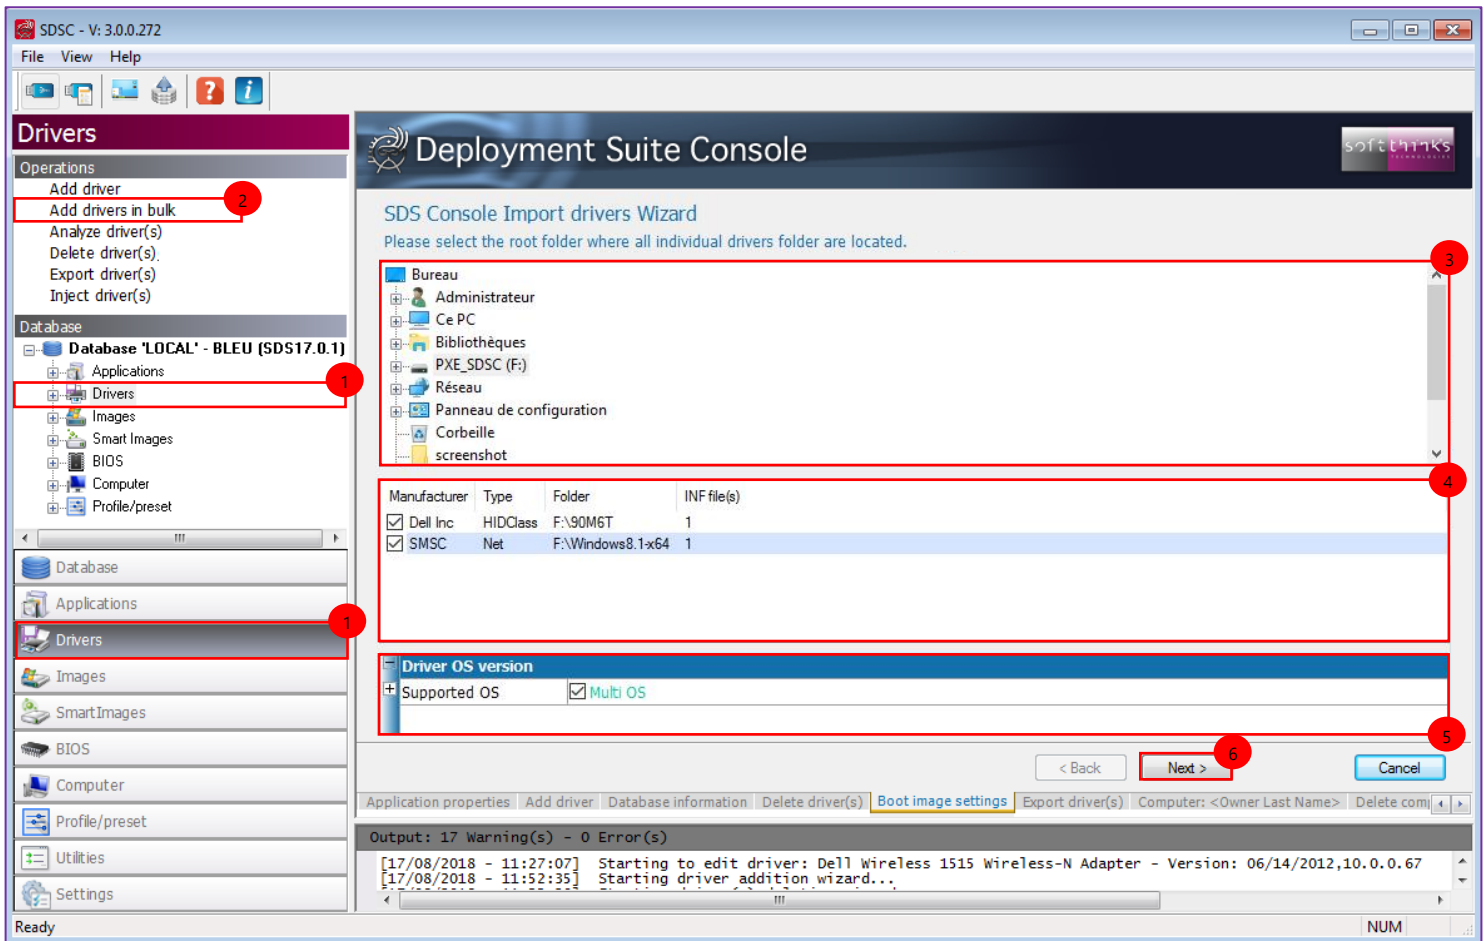 SDSC - V: 3.0.0.272
File View Help
Drivers
Operations
Add driver
Add drivers in bulk
2
Analyze driver(s)
Delete driver(s)
Export driver(s)
Inject driver(s)
Database
Database 'LOCAL' - BLEU (SDS17.0.1)
Applications
1
Drivers
Images
Smart Images
BIOS
Computer
Profile/preset
Database
Applications
1
Drivers
Images
SmartImages
BIOS
Computer
Profile/preset
Utilities
Settings
Deployment Suite Console
softthinks
TECHNOLOGIES
SDS Console Import drivers Wizard
Please select the root folder where all individual drivers folder are located.
3
Bureau
Administrateur
Ce PC
Bibliothèques
PXE_SDSC (F:)
Réseau
Panneau de configuration
Corbeille
screenshot
4
Manufacturer Type Folder INF file(s)
Dell Inc HIDClass F:\90M6T 1
SMSC Net F:\Windows8.1-x64 1
Driver OS version
Supported OS Multi OS
5
6
< Back Next > Cancel
Application properties Add driver Database information Delete driver(s) Boot image settings Export driver(s) Computer: <Owner Last Name> Delete com
Output: 17 Warning(s) - 0 Error(s)
[17/08/2018 - 11:27:07] Starting to edit driver: Dell Wireless 1515 Wireless-N Adapter - Version: 06/14/2012,10.0.0.67
[17/08/2018 - 11:52:35] Starting driver addition wizard...
Ready NUM